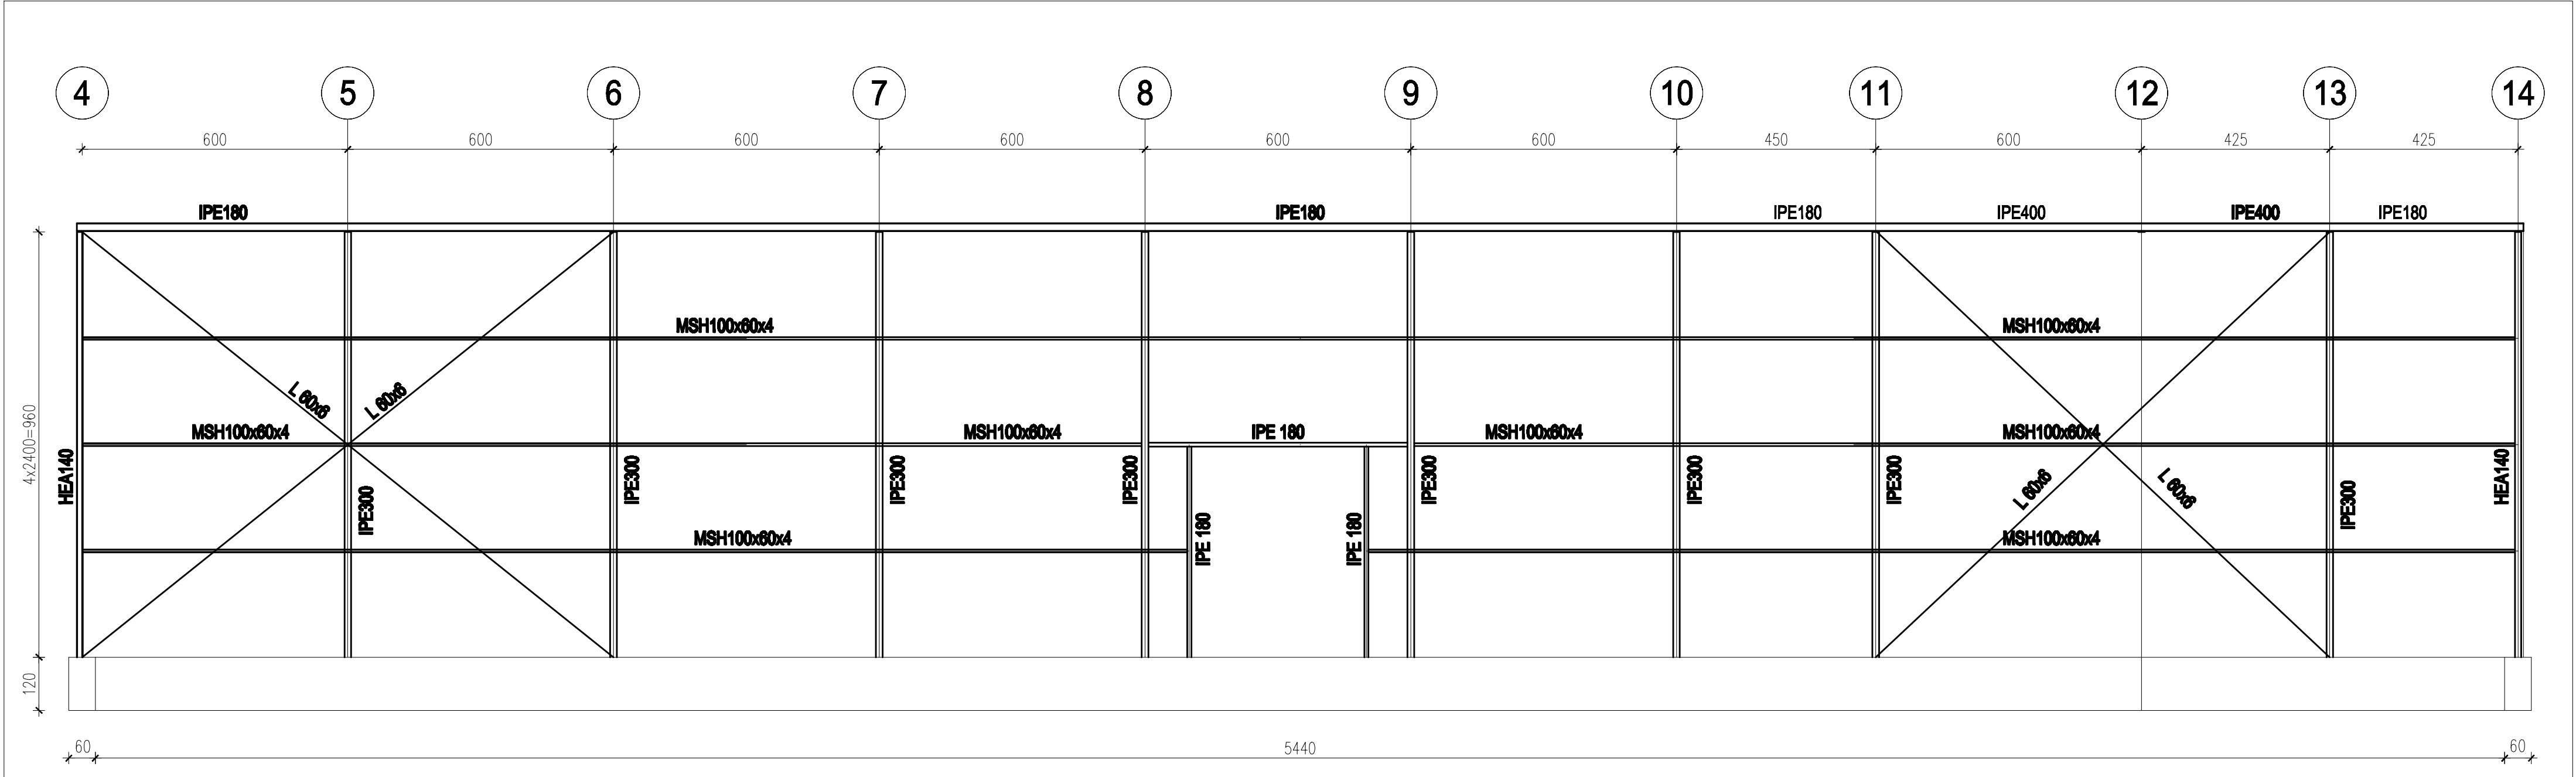 4 5 6 7 8 9 10 11 12 13 14
600 600 600 600 600 600 450 600 425 425
IPE180 IPE180 IPE180 IPE400 IPE400 IPE180
MSH100x60x4 MSH100x60x4
L 60x6 L 60x6
MSH100x60x4 MSH100x60x4 IPE 180 MSH100x60x4 MSH100x60x4
4x2400=960
HEA140 IPE300 IPE300 IPE300 IPE300 IPE300 IPE300 IPE300 L 60x6 L 60x6 IPE300 HEA140
IPE 180 IPE 180
MSH100x60x4 MSH100x60x4
120
60 5440 60